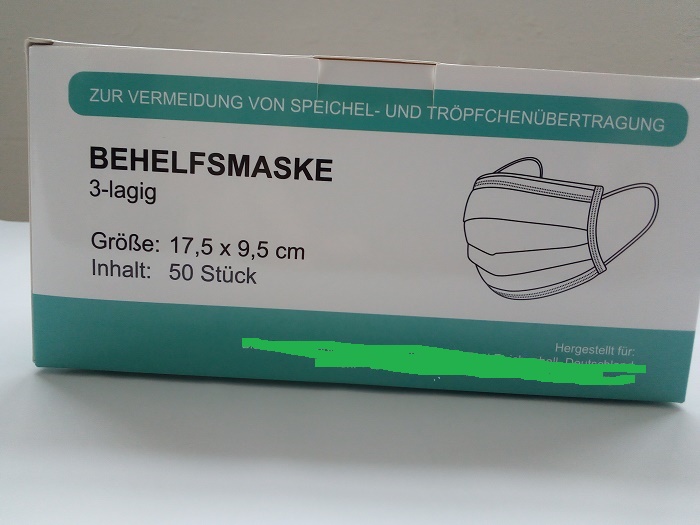 ZUR VERMEIDUNG VON SPEICHEL- UND TRÖPFCHENÜBERTRAGUNG
BEHELFSMASKE
3-lagig
Größe: 17,5 x 9,5 cm
Inhalt: 50 Stück
Hergestellt für:
Deutschland